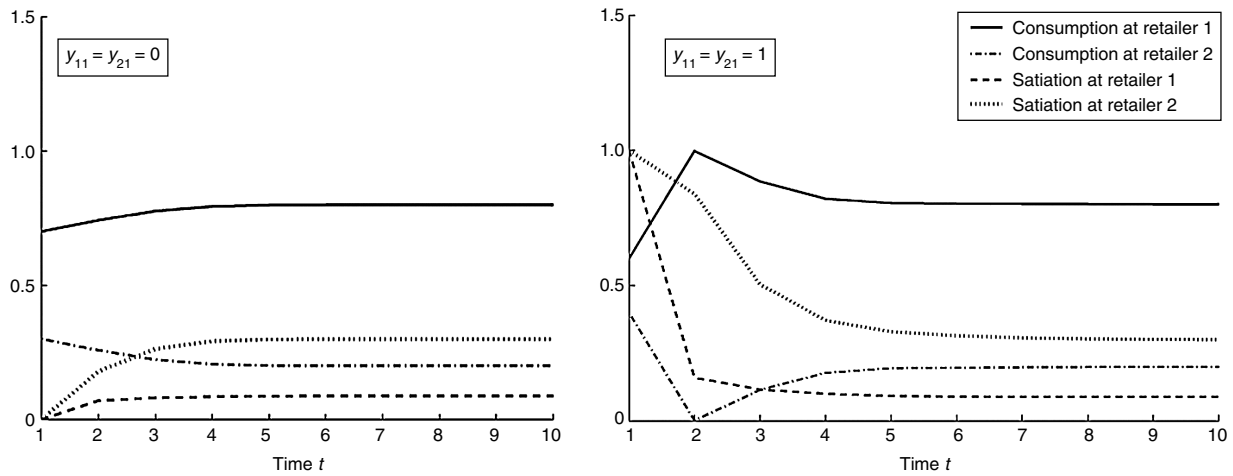 1.5
y11 = y21 = 0
1.0
0.5
0
1 2 3 4 5 6 7 8 9 10
Time t
1.5
y11 = y21 = 1
Consumption at retailer 1
Consumption at retailer 2
Satiation at retailer 1
Satiation at retailer 2
1.0
0.5
0
1 2 3 4 5 6 7 8 9 10
Time t